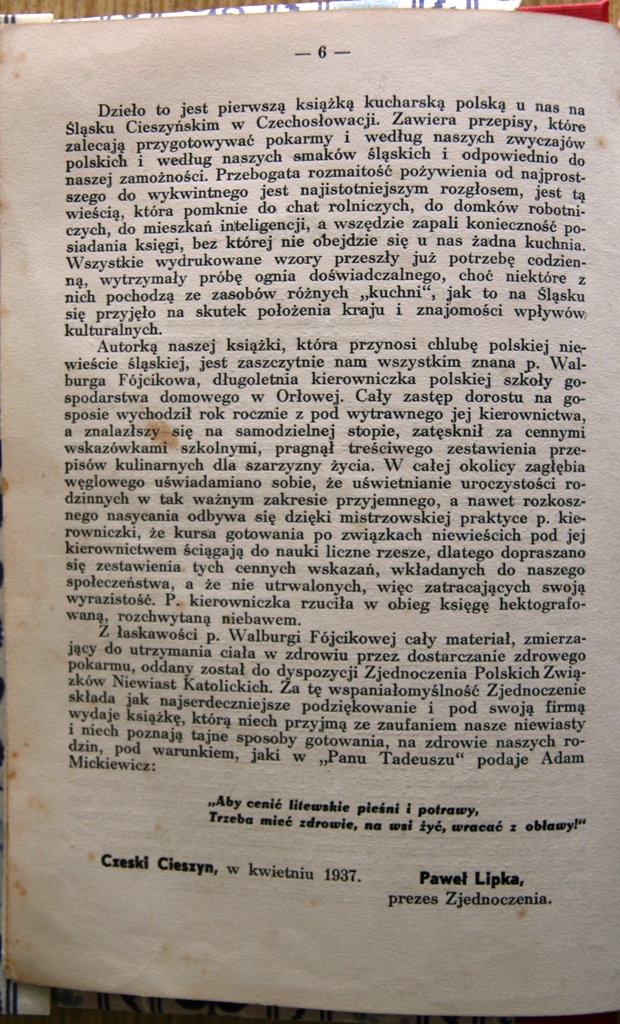 — 6 —
Dzieło to jest pierwszą książką kucharską polską u nas na
Śląsku Cieszyńskim w Czechosłowacji. Zawiera przepisy, które
zalecają przygotowywać pokarmy i według naszych zwyczajów
polskich i według naszych smaków śląskich i odpowiednio do
naszej zamożności. Przebogata rozmaitość pożywienia od najprost-
szego do wykwintnego jest najistotniejszym rozgłosem, jest tą
wieścią, która pomknie do chat rolniczych, do domków robotni-
czych, do mieszkań inteligencji, a wszędzie zapali konieczność po-
siadania księgi, bez której nie obejdzie się u nas żadna kuchnia.
Wszystkie wydrukowane wzory przeszły już potrzebę codzien-
ną, wytrzymały próbę ognia doświadczalnego, choć niektóre z
nich pochodzą ze zasobów różnych „kuchni“, jak to na Śląsku
się przyjęło na skutek położenia kraju i znajomości wpływów
kulturalnych.
Autorką naszej książki, która przynosi chlubę polskiej nie-
wieście śląskiej, jest zaszczytnie nam wszystkim znana p. Wal-
burga Fójcikowa, długoletnia kierowniczka polskiej szkoły go-
spodarstwa domowego w Orłowej. Cały zastęp dorostu na go-
sposie wychodził rok rocznie z pod wytrawnego jej kierownictwa,
a znalazłszy się na samodzielnej stopie, zatęsknił za cennymi
wskazówkami szkolnymi, pragnął treściwego zestawienia prze-
pisów kulinarnych dla szarzyzny życia. W całej okolicy zagłębia
węglowego uświadamiano sobie, że uświetnianie uroczystości ro-
dzinnych w tak ważnym zakresie przyjemnego, a nawet rozkosz-
nego nasycania odbywa się dzięki mistrzowskiej praktyce p. kie-
rowniczki, że kursa gotowania po związkach niewieścich pod jej
kierownictwem ściągają do nauki liczne rzesze, dlatego dopraszano
się zestawienia tych cennych wskazań, wkładanych do naszego
społeczeństwa, a że nie utrwalonych, więc zatracających swoją
wyrazistość. P. kierowniczka rzuciła w obieg księgę hektografo-
waną, rozchwytaną niebawem.
Z łaskawości p. Walburgi Fójcikowej cały materiał, zmierza-
jący do utrzymania ciała w zdrowiu przez dostarczanie zdrowego
pokarmu, oddany został do dyspozycji Zjednoczenia Polskich Zwią-
zków Niewiast Katolickich. Za tę wspaniałomyślność Zjednoczenie
składa jak najserdeczniejsze podziękowanie i pod swoją firmą
wydaje książkę, którą niech przyjmą ze zaufaniem nasze niewiasty
i niech poznają tajne sposoby gotowania, na zdrowie naszych ro-
dzin, pod warunkiem, jaki w „Panu Tadeuszu“ podaje Adam
Mickiewicz:
„Aby cenić litewskie pieśni i potrawy,
Trzeba mieć zdrowie, na wsi żyć, wracać z obławy!“
Czeski Cieszyn, w kwietniu 1937.
Paweł Lipka,
prezes Zjednoczenia.